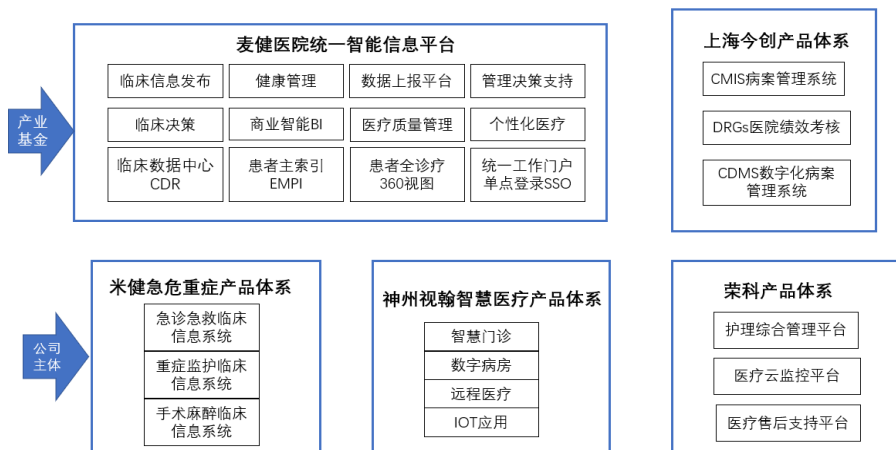 产业
基金
麦健医院统一智能信息平台
临床信息发布
健康管理
数据上报平台
管理决策支持
临床决策
商业智能BI
医疗质量管理
个性化医疗
临床数据中心
CDR
患者主索引
EMPI
患者全诊疗
360视图
统一工作门户
单点登录SSO
上海今创产品体系
CMIS病案管理系统
DRGs医院绩效考核
CDMS数字化病案
管理系统
公司
主体
米健急危重症产品体系
急诊急救临床
信息系统
重症监护临床
信息系统
手术麻醉临床
信息系统
神州视翰智慧医疗产品体系
智慧门诊
数字病房
远程医疗
IOT应用
荣科产品体系
护理综合管理平台
医疗云监控平台
医疗售后支持平台